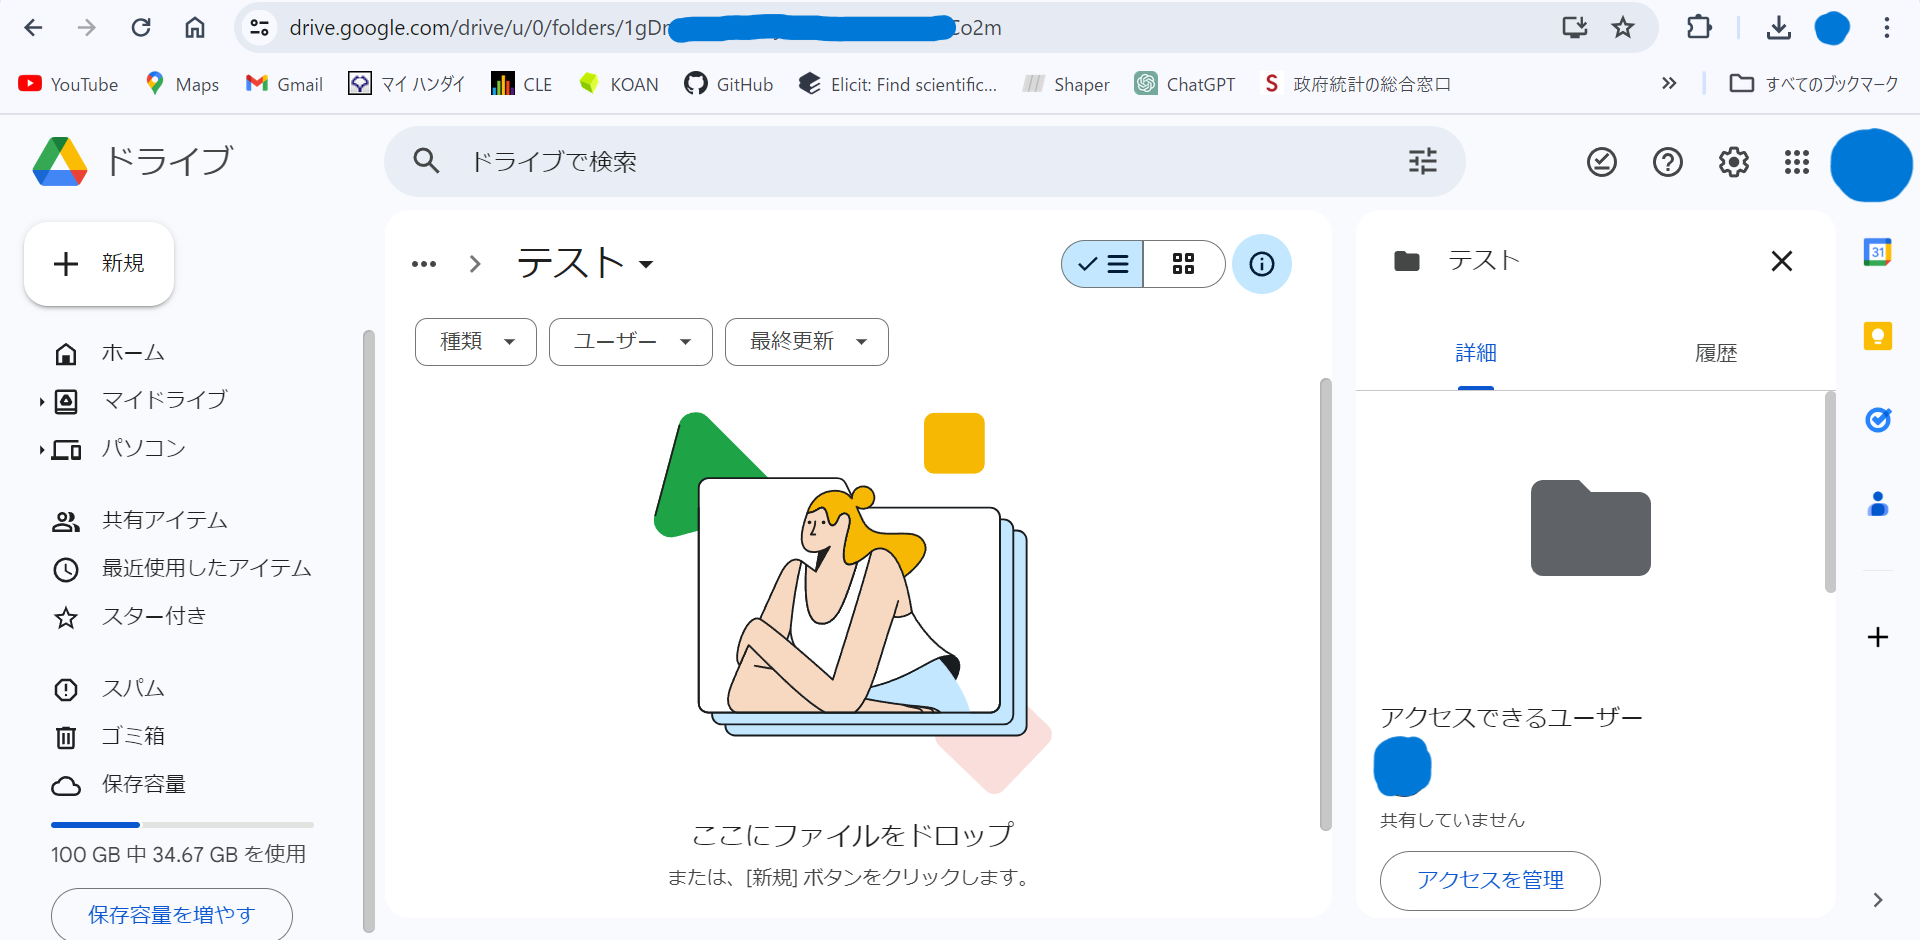 drive.google.com/drive/u/0/folders/1gDr
Co2m
YouTube
Maps
Gmail
マイ ハンダイ
CLE
KOAN
GitHub
Elicit: Find scientific...
Shaper
ChatGPT
S
政府統計の総合窓口
»
すべてのブックマーク
ドライブ
ドライブで検索
新規
テスト
テスト
31
種類
ユーザー
最終更新
詳細
履歴
ホーム
マイドライブ
パソコン
共有アイテム
最近使用したアイテム
スター付き
スパム
ゴミ箱
保存容量
100 GB 中 34.67 GB を使用
保存容量を増やす
ここにファイルをドロップ
または、[新規] ボタンをクリックします。
アクセスできるユーザー
共有していません
アクセスを管理